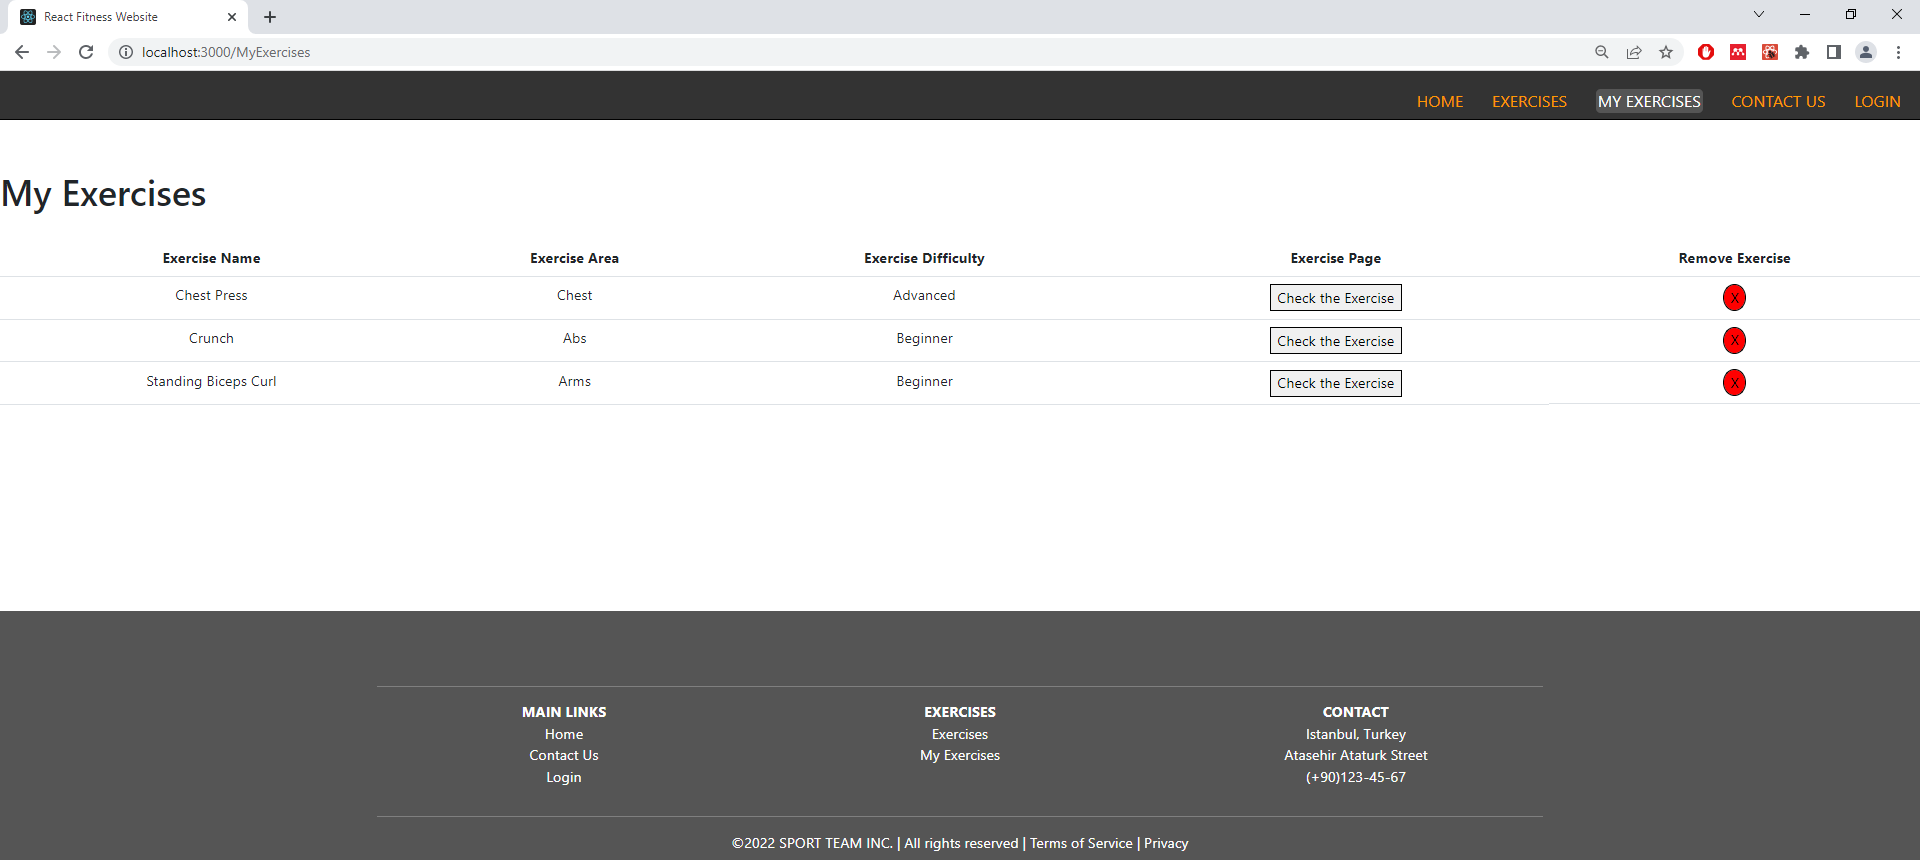 React Fitness Website
localhost:3000/MyExercises
HOME EXERCISES MY EXERCISES CONTACT US LOGIN
My Exercises
Exercise Name Exercise Area Exercise Difficulty Exercise Page Remove Exercise
Chest Press Chest Advanced Check the Exercise X
Crunch Abs Beginner Check the Exercise X
Standing Biceps Curl Arms Beginner Check the Exercise X
MAIN LINKS EXERCISES CONTACT
Home Exercises Istanbul, Turkey
Contact Us My Exercises Atasehir Ataturk Street
Login (+90)123-45-67
©2022 SPORT TEAM INC. | All rights reserved | Terms of Service | Privacy